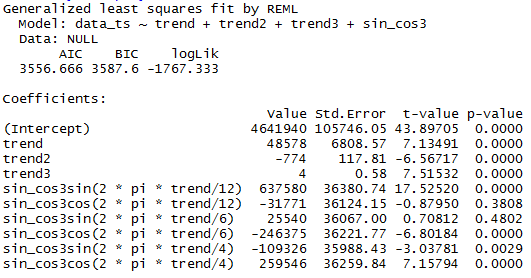 Generalized least squares fit by REML
  Model: data_ts ~ trend + trend2 + trend3 + sin_cos3
  Data: NULL
       AIC    BIC    logLik
  3556.666 3587.6 -1767.333

Coefficients:
                                Value Std.Error  t-value p-value
(Intercept)                   4641940 105746.05 43.89705  0.0000
trend                           48578   6808.57  7.13491  0.0000
trend2                           -774    117.81 -6.56717  0.0000
trend3                              4      0.58  7.51532  0.0000
sin_cos3sin(2 * pi * trend/12) 637580  36380.74 17.52520  0.0000
sin_cos3cos(2 * pi * trend/12) -31771  36124.15 -0.87950  0.3808
sin_cos3sin(2 * pi * trend/6)   25540  36067.00  0.70812  0.4802
sin_cos3cos(2 * pi * trend/6) -246375  36221.77 -6.80184  0.0000
sin_cos3sin(2 * pi * trend/4) -109326  35988.43 -3.03781  0.0029
sin_cos3cos(2 * pi * trend/4)  259546  36259.84  7.15794  0.0000